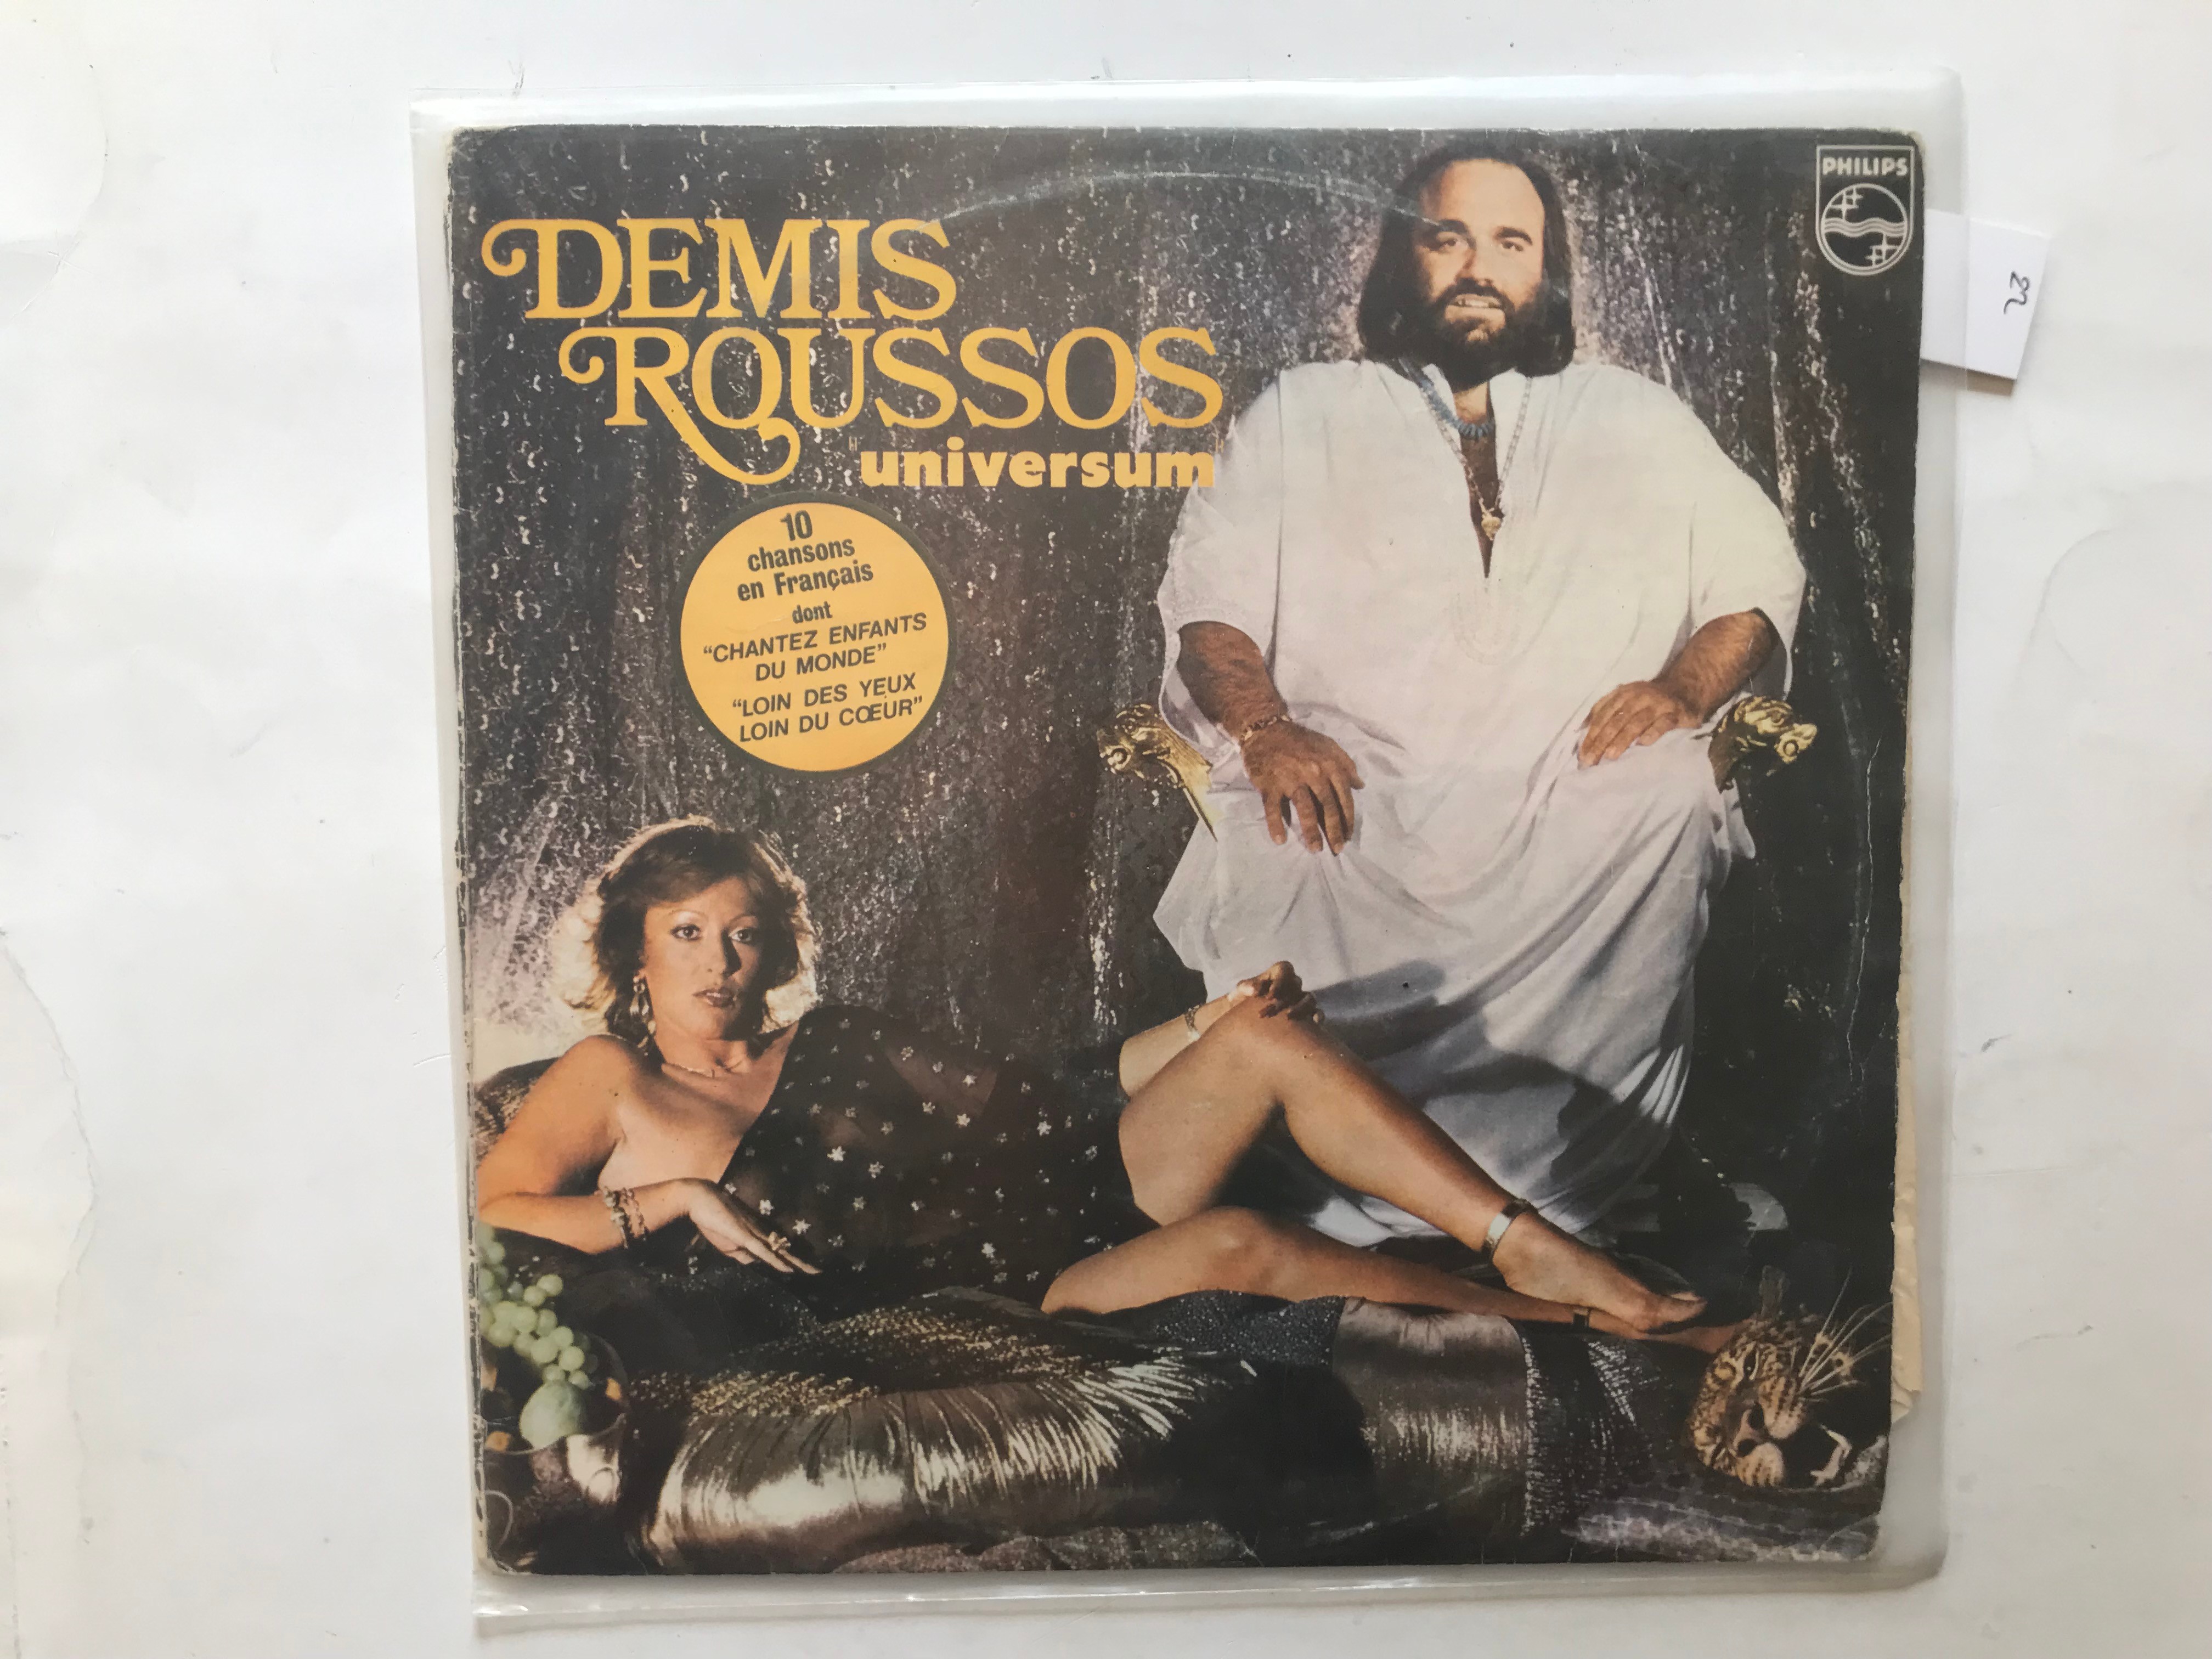 PHILIPS
DEMIS
ROUSSOS
"universum"
10
chansons
en Français
dont
“CHANTEZ ENFANTS
DU MONDE”
“LOIN DES YEUX
LOIN DU CŒUR”
22